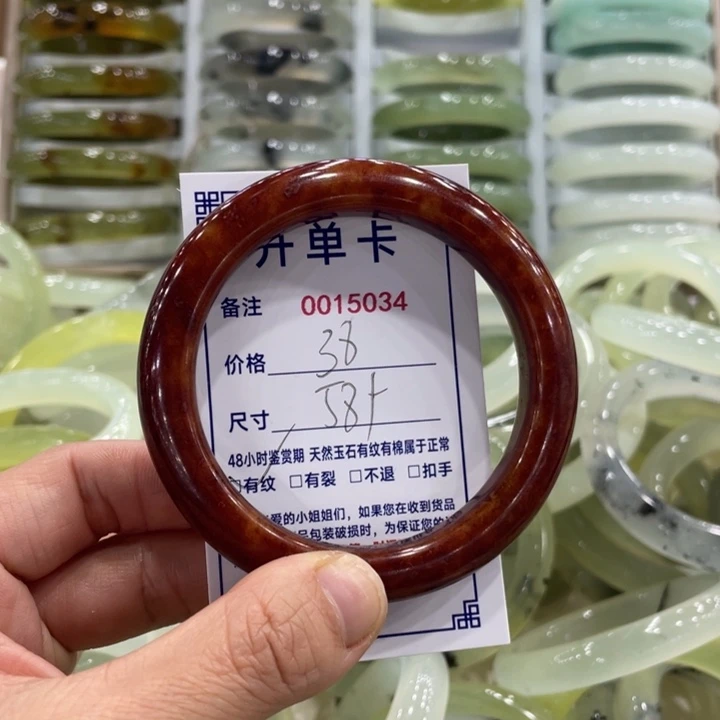 开单卡
备注 0015034
价格 38
尺寸 58+
48小时鉴赏期 天然玉石有纹有棉属于正常
☑有纹 □有裂 □不退 □扣手
爱的小姐姐们，如果您在收到货品
品包装破损时，为保证您的